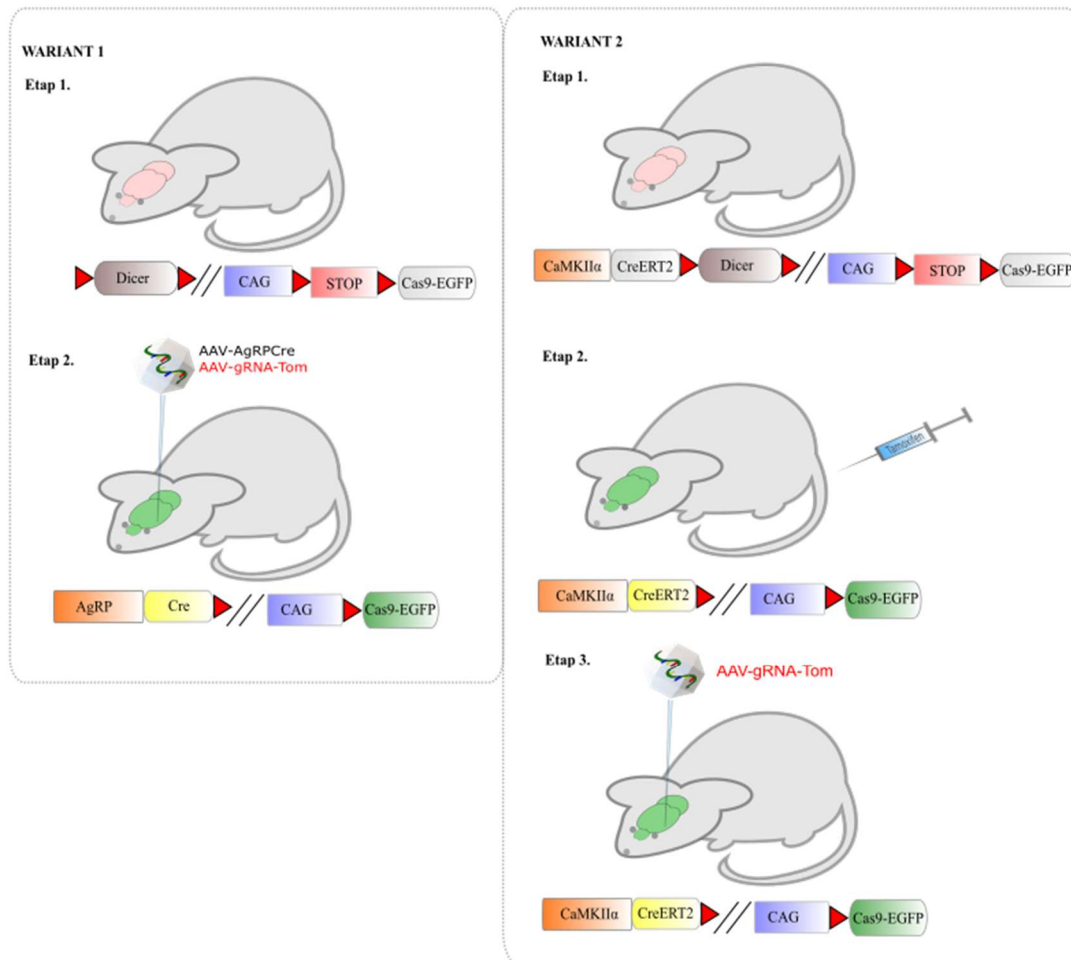 WARIANT 1
Etap 1.
Dicer
CAG
STOP
Cas9-EGFP
Etap 2.
AAV-AgRPCre
AAV-gRNA-Tom
AgRP
Cre
CAG
Cas9-EGFP
WARIANT 2
Etap 1.
CaMKIIα
CreERT2
Dicer
CAG
STOP
Cas9-EGFP
Etap 2.
Tamoxifen
CaMKIIα
CreERT2
CAG
Cas9-EGFP
Etap 3.
AAV-gRNA-Tom
CaMKIIα
CreERT2
CAG
Cas9-EGFP